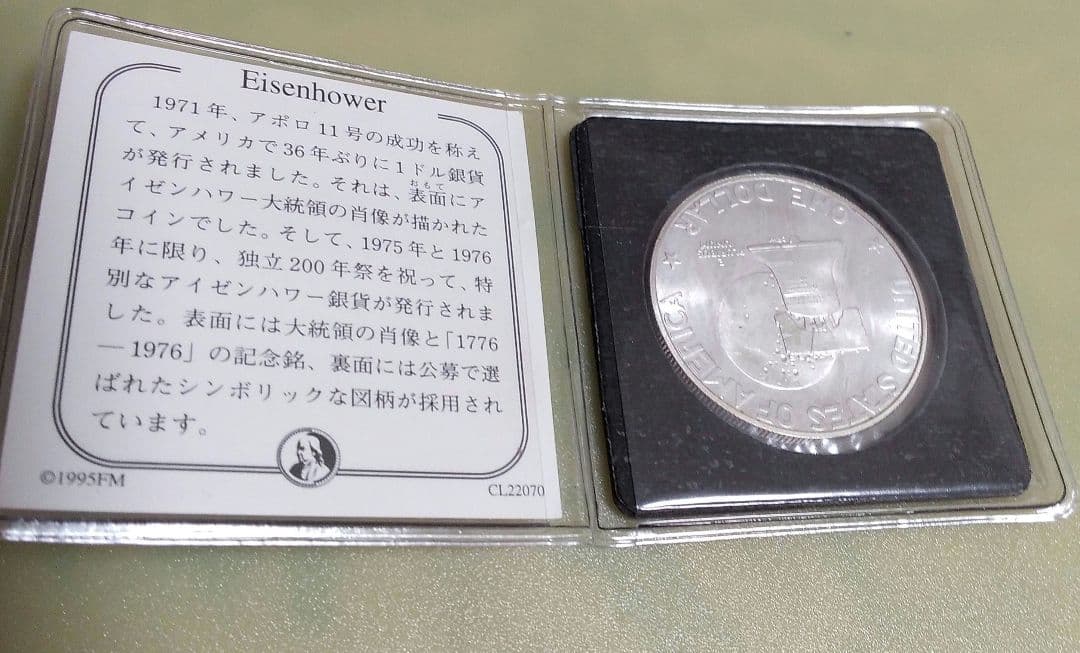 Eisenhower
1971年、アポロ11号の成功を称え
て、アメリカで36年ぶりに1ドル銀貨
が発行されました。それは、表面にア
おもて
イゼンハワー大統領の肖像が描かれた
コインでした。そして、1975年と1976
年に限り、独立200年祭を祝って、特
別なアイゼンハワー銀貨が発行されま
した。表面には大統領の肖像と「1776
—1976」の記念銘、裏面には公募で選
ばれたシンボリックな図柄が採用され
ています。
©1995FM
CL22070
UNITED STATES OF AMERICA
ONE DOLLAR